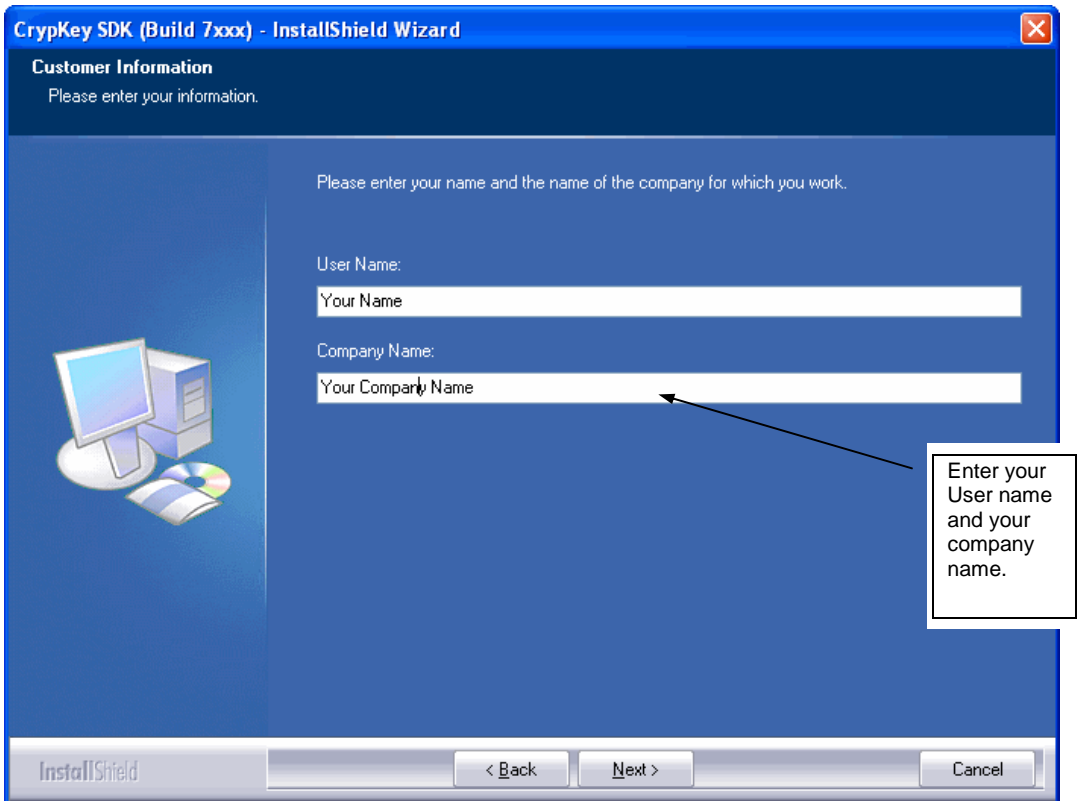 CrypKey SDK (Build 7xxx) - InstallShield Wizard
Customer Information
Please enter your information.
Please enter your name and the name of the company for which you work.
User Name:
Your Name
Company Name:
Your Company Name
Enter your
User name
and your
company
name.
InstallShield
< Back
Next >
Cancel